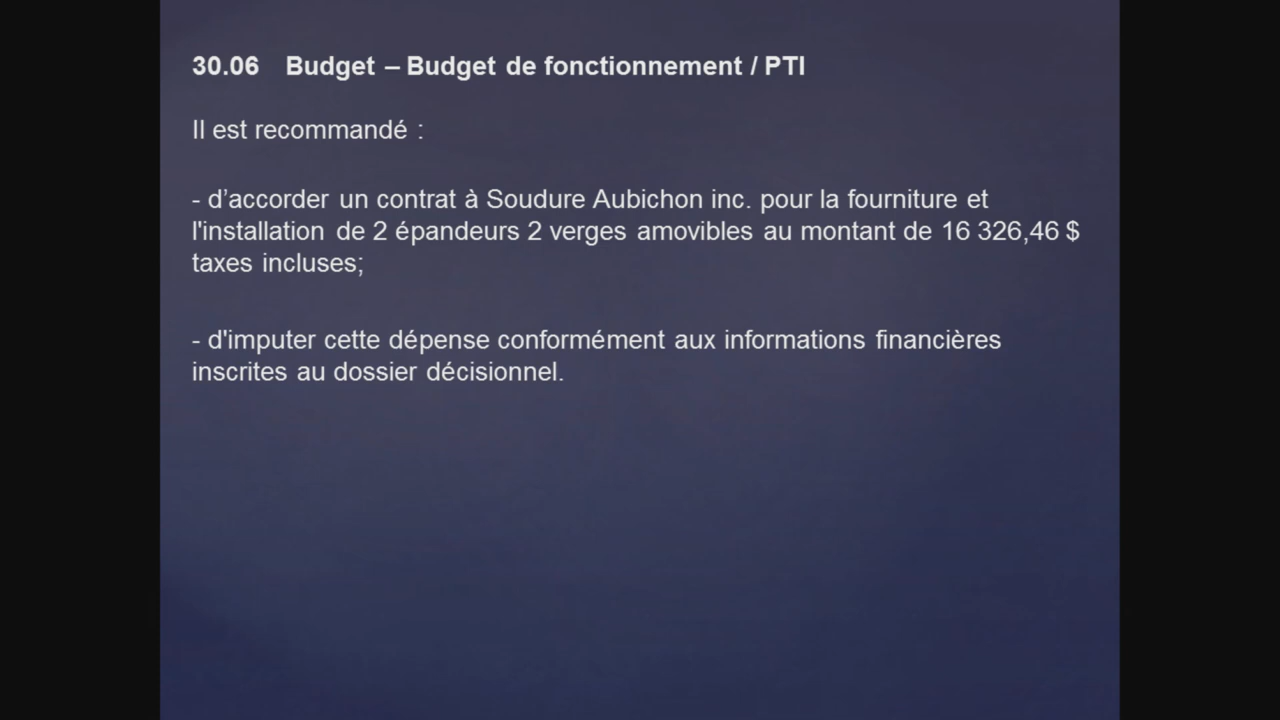 30.06 Budget – Budget de fonctionnement / PTI
Il est recommandé :
- d’accorder un contrat à Soudure Aubichon inc. pour la fourniture et
l'installation de 2 épandeurs 2 verges amovibles au montant de 16 326,46 $
taxes incluses;
- d'imputer cette dépense conformément aux informations financières
inscrites au dossier décisionnel.